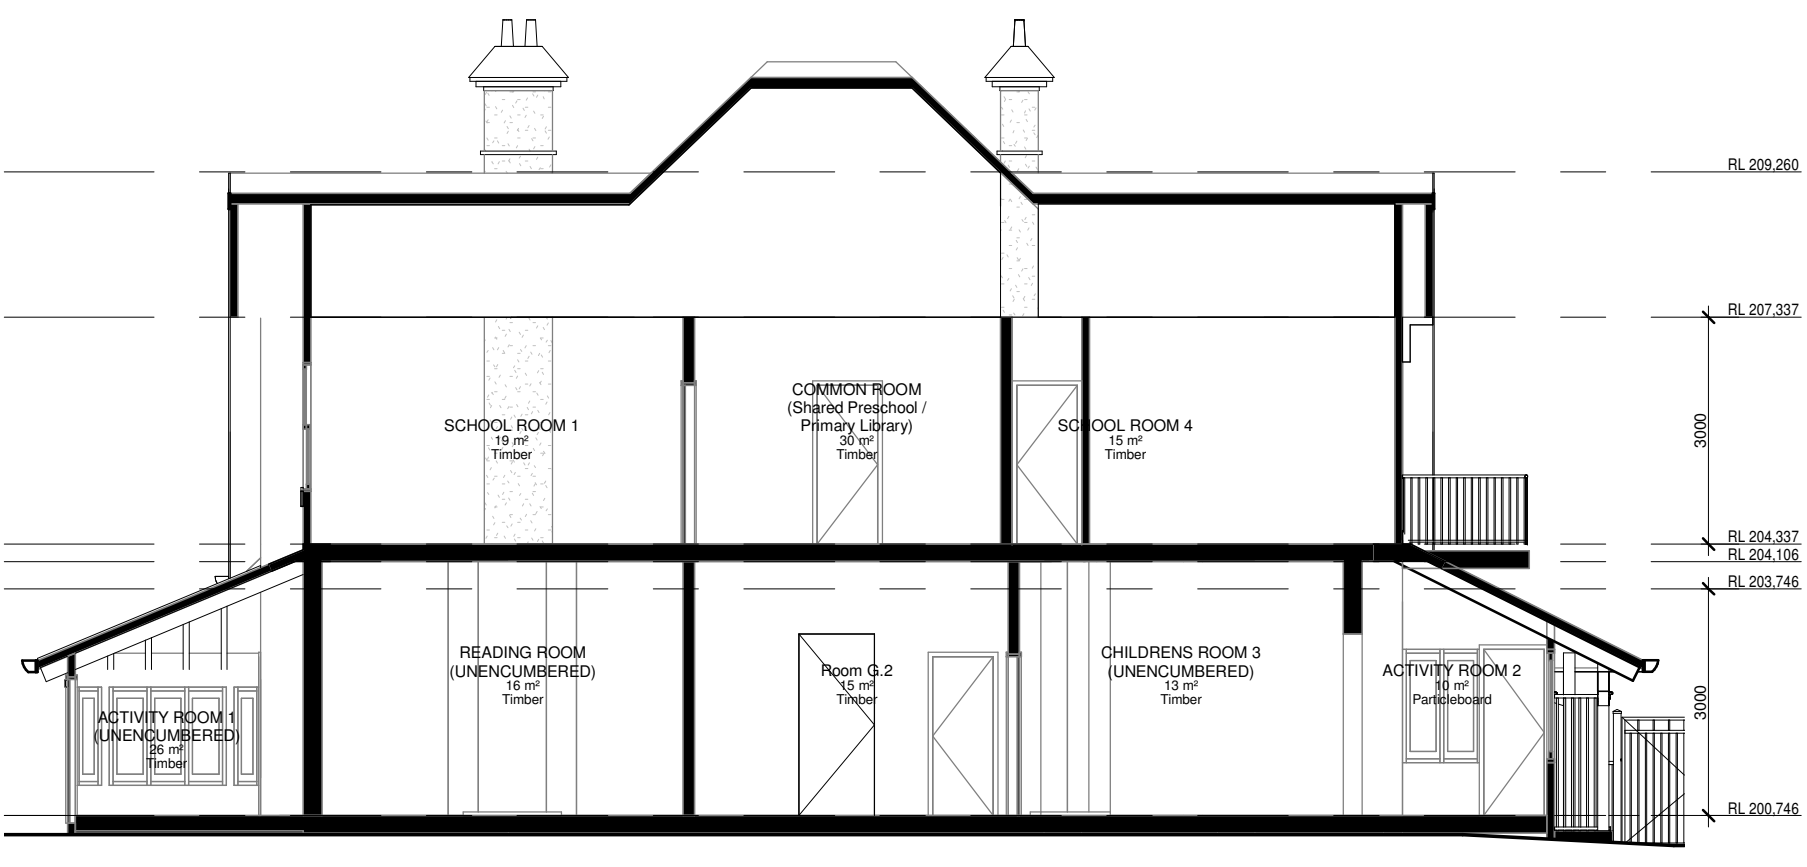 RL 209,260
RL 207,337
COMMON ROOM
(Shared Preschool /
Primary Library)
30 m²
Timber
SCHOOL ROOM 1
19 m²
Timber
SCHOOL ROOM 4
15 m²
Timber
3000
RL 204,337
RL 204,106
RL 203,746
READING ROOM
(UNENCUMBERED)
16 m²
Timber
Room G.2
15 m²
Timber
CHILDRENS ROOM 3
(UNENCUMBERED)
13 m²
Timber
ACTIVITY ROOM 2
10 m²
Particleboard
ACTIVITY ROOM 1
(UNENCUMBERED)
26 m²
Timber
3000
RL 200,746